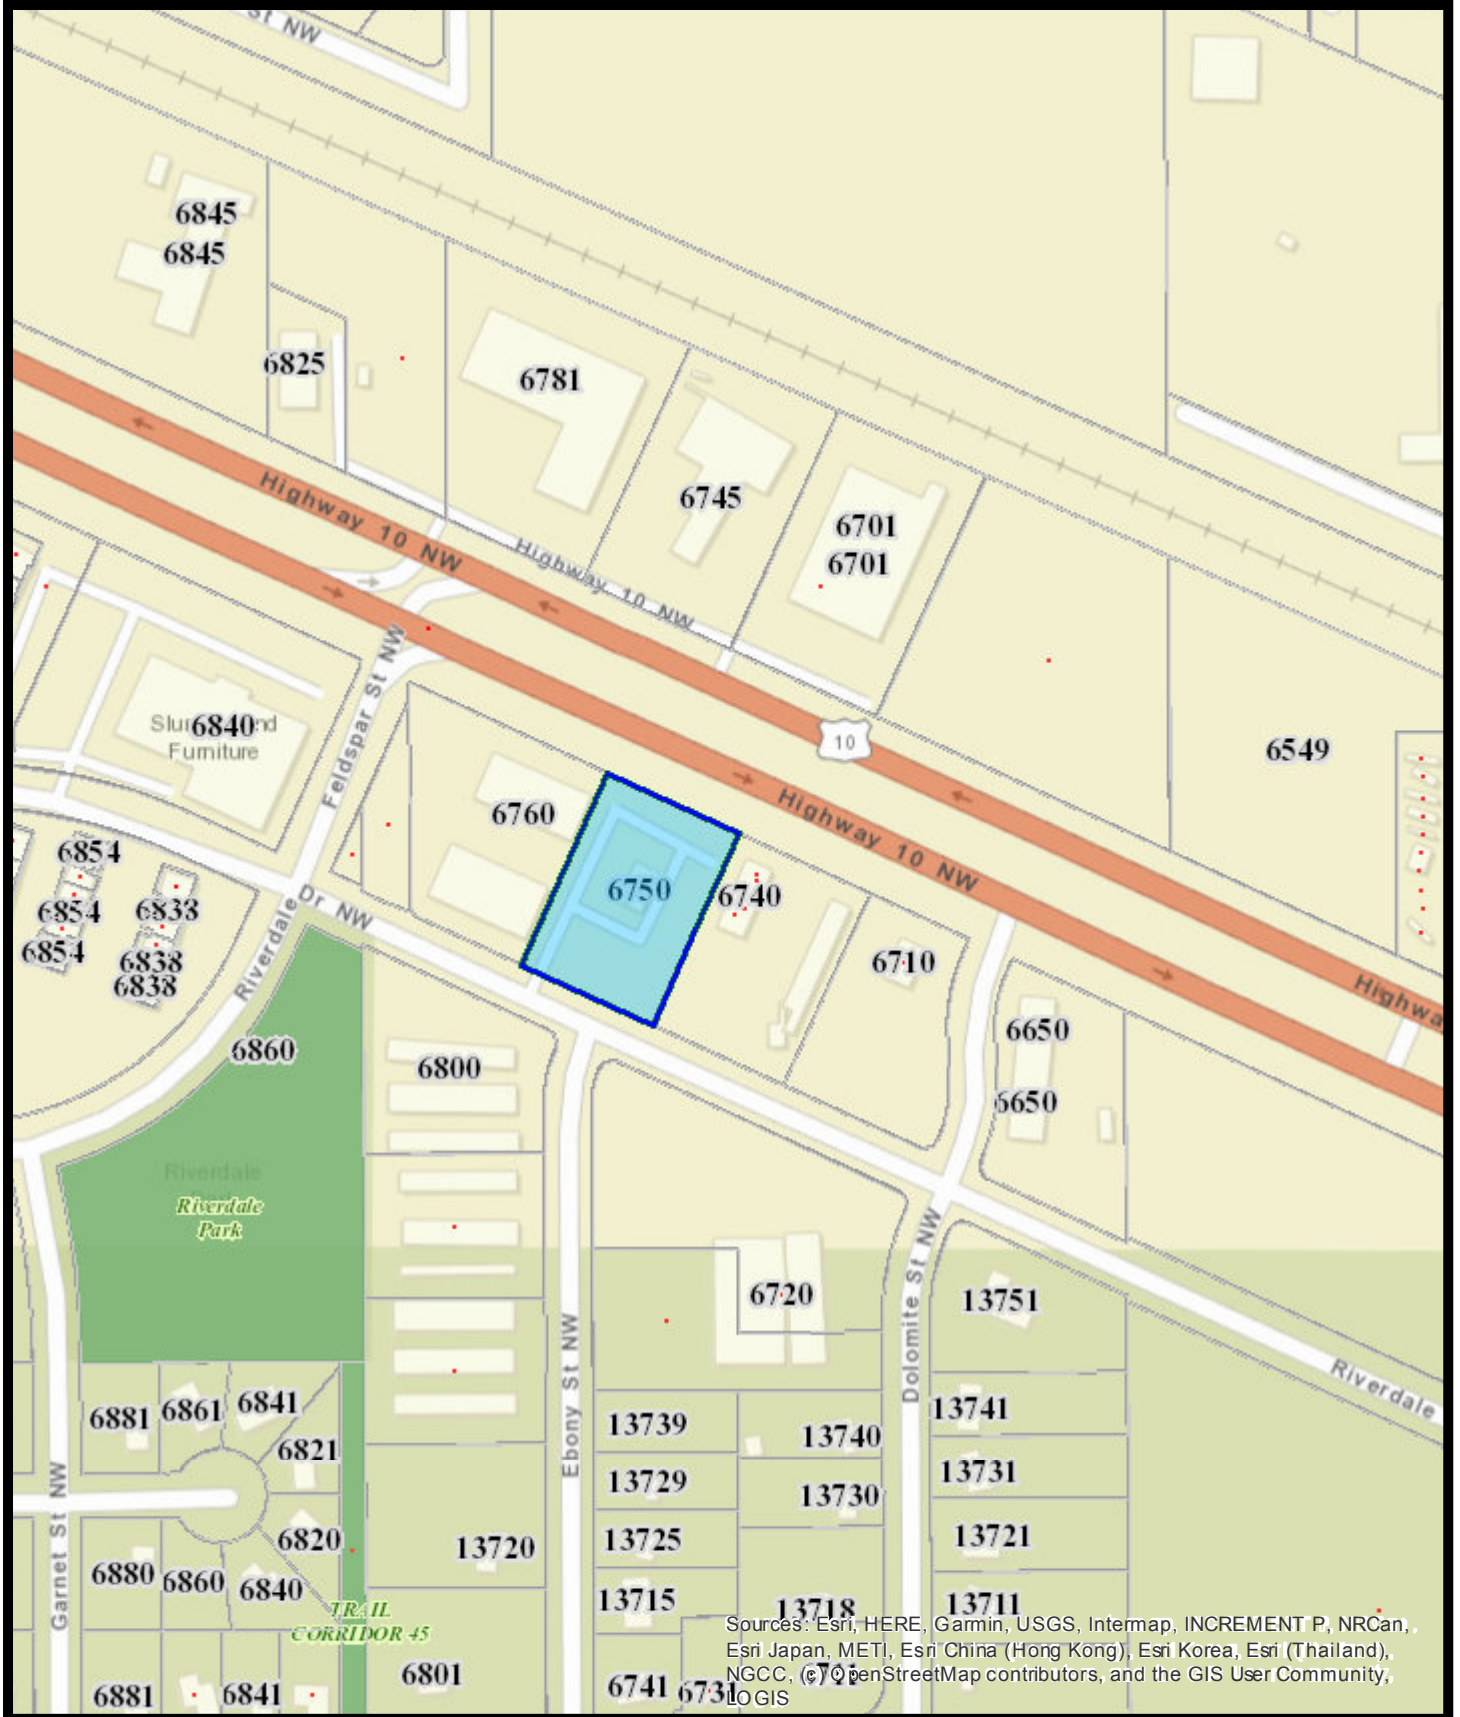 St NW
6845
6845
6825
6781
6745
6701
6701
Highway 10 NW
Highway 10 NW
10
6549
Feldspar St NW
6840
Furniture
6760
Highway 10 NW
6750
6740
6710
Highwa
6854
6854
6854
6838
6838
Riverdale Dr NW
6860
6650
6650
6800
Riverdale
Riverdale
Park
6720
13751
Riverdale
Dolomite St NW
Ebony St NW
Garnet St NW
6881
6861
6841
6821
13739
13740
13741
13729
13730
13731
6820
13720
13725
13721
6880
6860
6840
13715
13718
13711
TRAIL
CORRIDOR 45
6801
6881
6841
6741
6731
Sources: Esri, HERE, Garmin, USGS, Intermap, INCREMENT P, NRCan,
Esri Japan, METI, Esri China (Hong Kong), Esri Korea, Esri (Thailand),
NGCC, (c) OpenStreetMap contributors, and the GIS User Community,
LOGIS